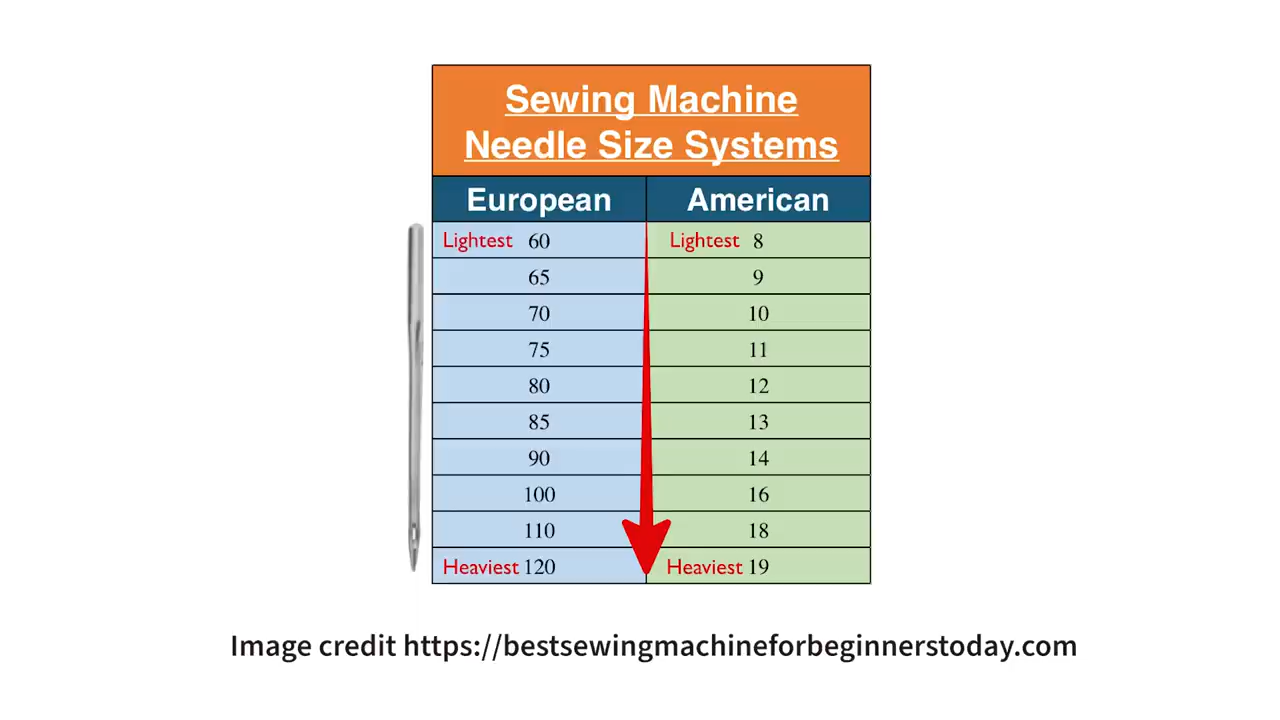 Sewing Machine
Needle Size Systems
European American
Lightest 60 Lightest 8
65 9
70 10
75 11
80 12
85 13
90 14
100 16
110 18
Heaviest 120 Heaviest 19
Image credit https://bestsewingmachineforbeginnerstoday.com